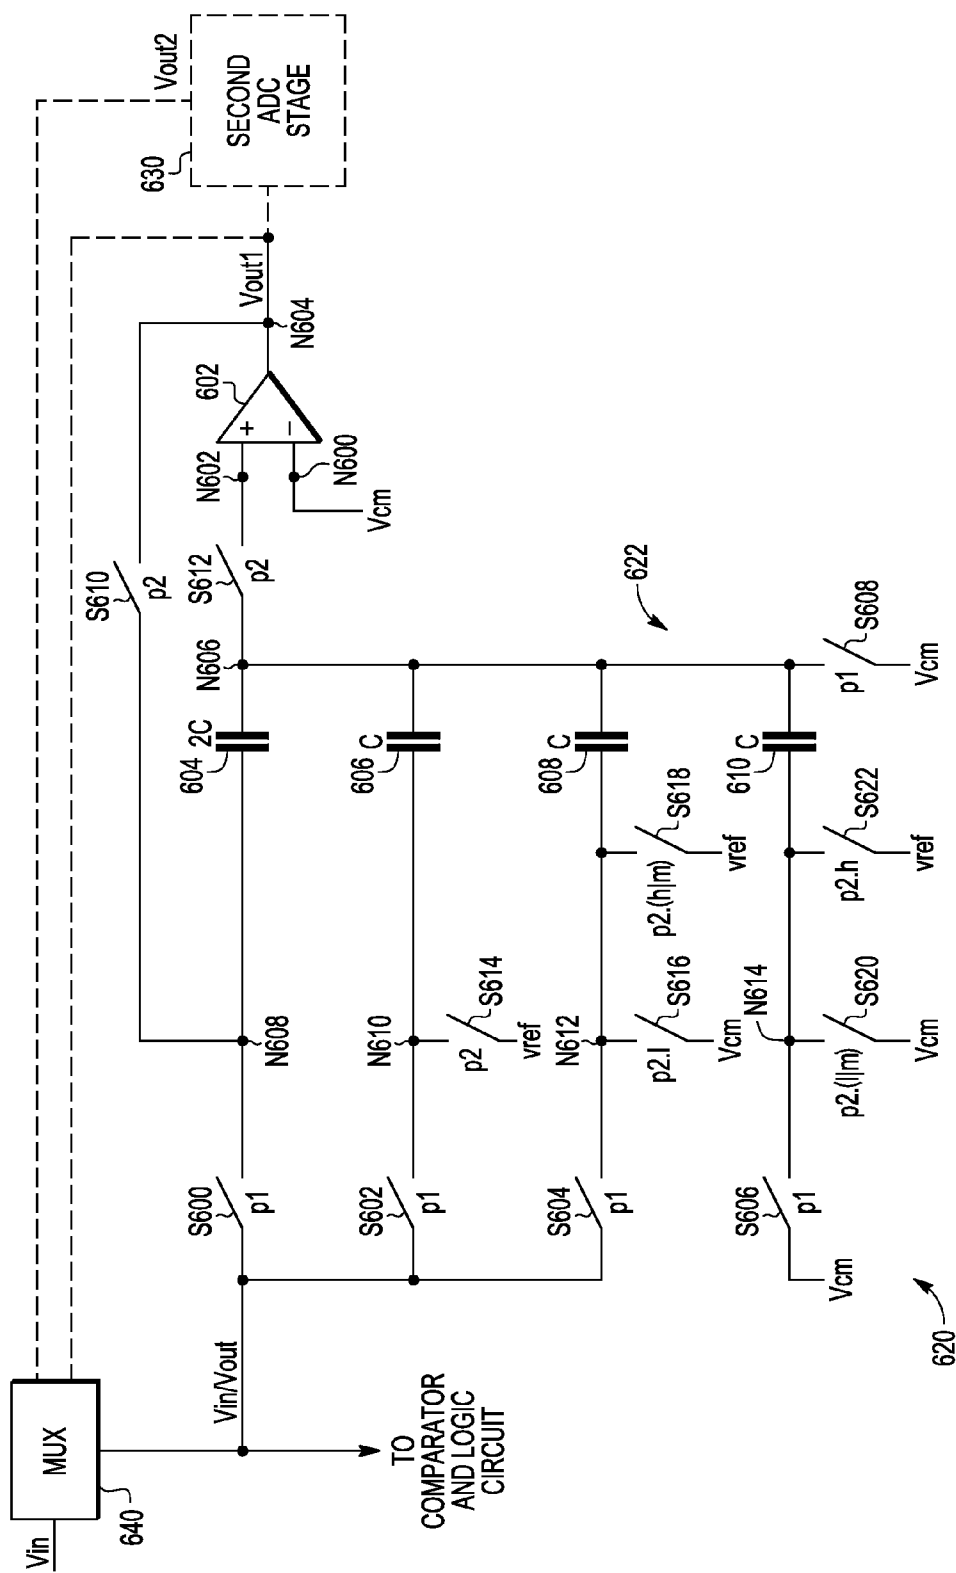 Vin
MUX
640
Vin/Vout
TO
COMPARATOR
AND LOGIC
CIRCUIT
Vout2
SECOND
ADC
STAGE
630
Vout1
N604
602
+
–
N602
N600
Vcm
S610
p2
S612
p2
N606
622
604
2C
606
C
608
C
610
C
S608
p1
Vcm
S618
p2.(h|m)
vref
S622
p2.h
vref
N608
N610
S614
p2
vref
N612
S616
p2.l
Vcm
N614
S620
p2.(l|m)
Vcm
S600
p1
S602
p1
S604
p1
S606
p1
Vcm
620